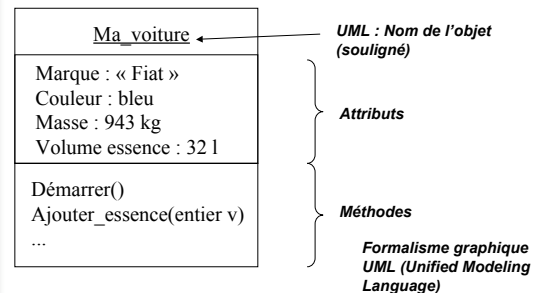 Ma_voiture
UML : Nom de l'objet
(souligné)
Marque : « Fiat »
Couleur : bleu
Masse : 943 kg
Volume essence : 32 l
Attributs
Démarrer()
Ajouter_essence(entier v)
...
Méthodes
Formalisme graphique
UML (Unified Modeling
Language)